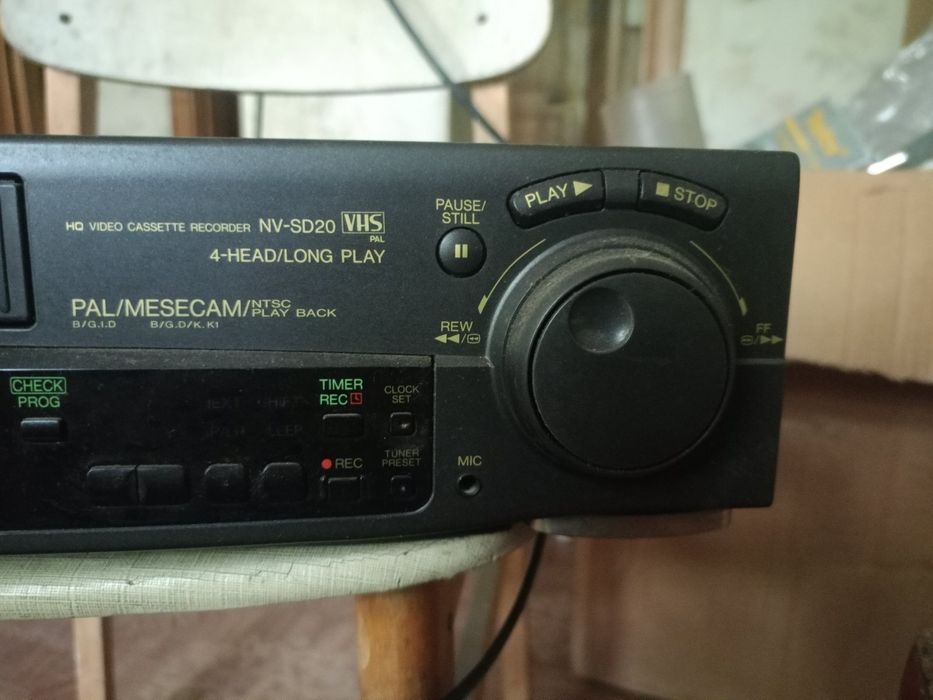 HQ VIDEO CASSETTE RECORDER NV-SD20 VHS
PAL
4-HEAD/LONG PLAY
PAL/MESECAM/NTSC PLAY BACK
B/G.I.D B/G.D/K.K1
PAUSE/
STILL
PLAY ▶
■ STOP
REW
◀◀/
FF
/▶▶
CHECK
PROG
TIMER
REC
CLOCK
SET
● REC
TUNER
PRESET
MIC